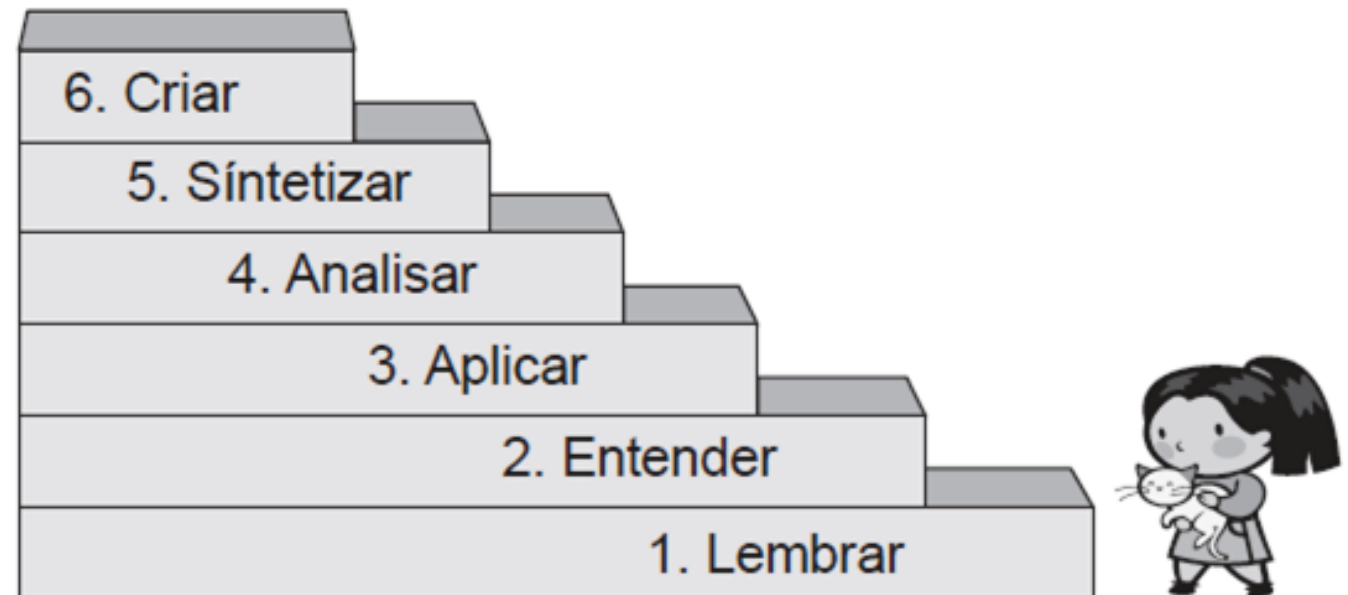 6. Criar
5. Síntetizar
4. Analisar
3. Aplicar
2. Entender
1. Lembrar